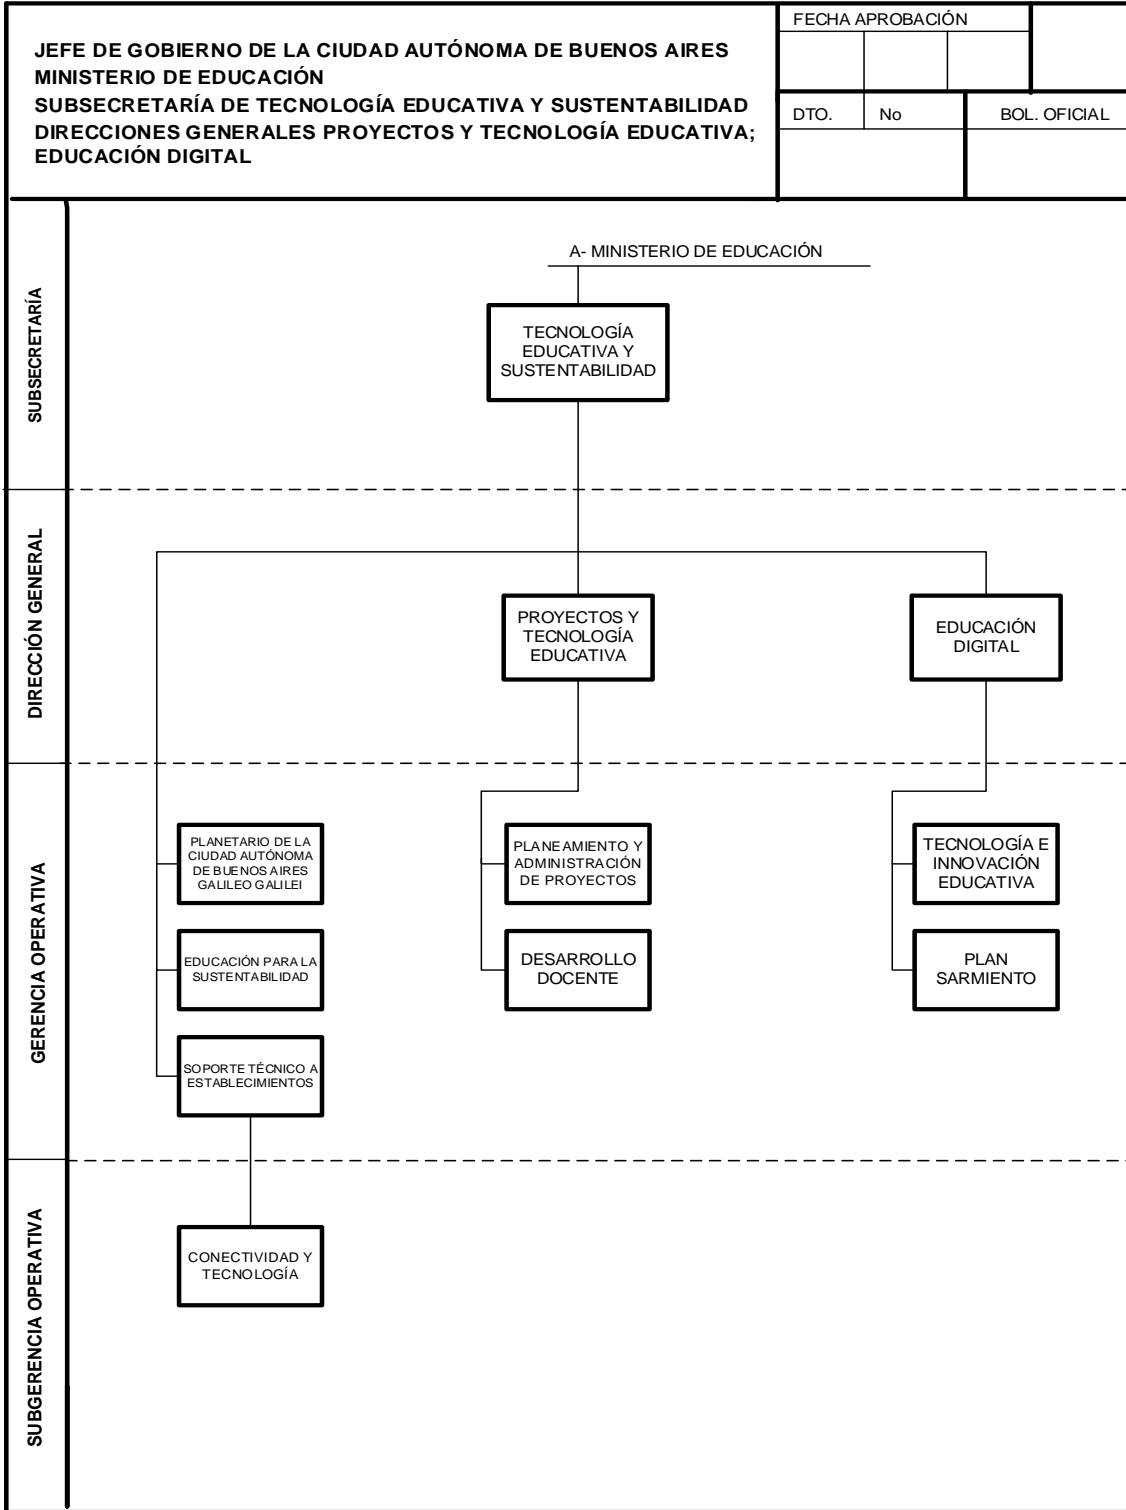 JEFE DE GOBIERNO DE LA CIUDAD AUTÓNOMA DE BUENOS AIRES
MINISTERIO DE EDUCACIÓN
SUBSECRETARÍA DE TECNOLOGÍA EDUCATIVA Y SUSTENTABILIDAD
DIRECCIONES GENERALES PROYECTOS Y TECNOLOGÍA EDUCATIVA;
EDUCACIÓN DIGITAL
FECHA APROBACIÓN
DTO.
No
BOL. OFICIAL
SUBSECRETARÍA
A- MINISTERIO DE EDUCACIÓN
TECNOLOGÍA
EDUCATIVA Y
SUSTENTABILIDAD
DIRECCIÓN GENERAL
PROYECTOS Y
TECNOLOGÍA
EDUCATIVA
EDUCACIÓN
DIGITAL
GERENCIA OPERATIVA
PLANETARIO DE LA
CIUDAD AUTÓNOMA
DE BUENOS AIRES
GALILEO GALILEI
PLANEAMIENTO Y
ADMINISTRACIÓN
DE PROYECTOS
TECNOLOGÍA E
INNOVACIÓN
EDUCATIVA
EDUCACIÓN PARA LA
SUSTENTABILIDAD
DESARROLLO
DOCENTE
PLAN
SARMIENTO
SOPORTE TÉCNICO A
ESTABLECIMIENTOS
SUBGERENCIA OPERATIVA
CONECTIVIDAD Y
TECNOLOGÍA